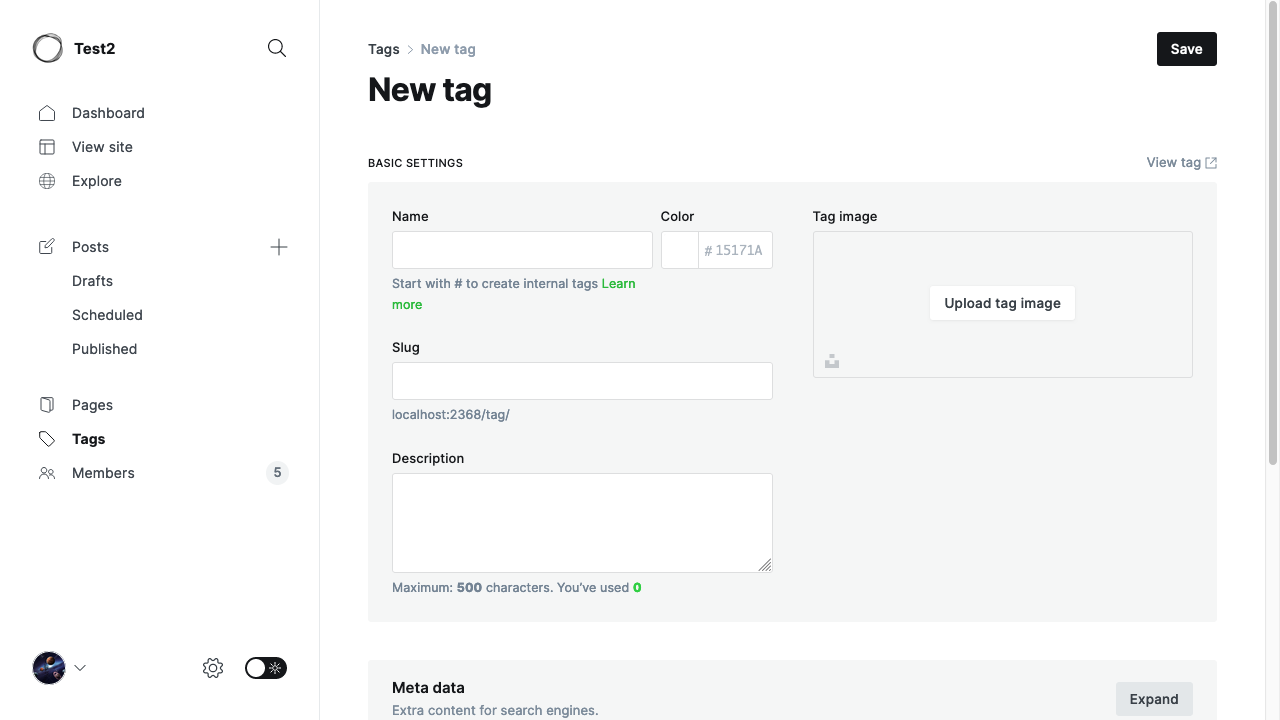 Test2
Dashboard
View site
Explore
Posts
Drafts
Scheduled
Published
Pages
Tags
Members 5
Tags > New tag
Save
New tag
BASIC SETTINGS
View tag
Name
Color
# 15171A
Start with # to create internal tags Learn
more
Slug
localhost:2368/tag/
Description
Maximum: 500 characters. You’ve used 0
Tag image
Upload tag image
Meta data
Extra content for search engines.
Expand